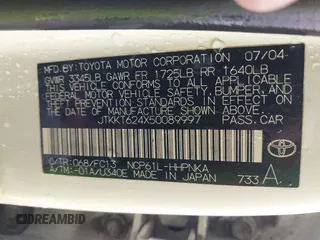 MFD.BY:TOYOTA MOTOR CORPORATION 07/04
GVWR 3345LB GAWR FR 1725LB RR 1640LB
THIS VEHICLE CONFORMS TO ALL APPLICABLE
FEDERAL MOTOR VEHICLE SAFETY,BUMPER,AND
THEFT PREVENTION STANDARDS IN EFFECT ON
THE DATE OF MANUFACTURE SHOWN ABOVE.
JTKKT624X50089997 PASS.CAR
C/TR:068/FC13 NCP61L-HHPNKA
A/TM:-01A/U340E MADE IN JAPAN
733 A
TOYOTA
CARDEAMBID